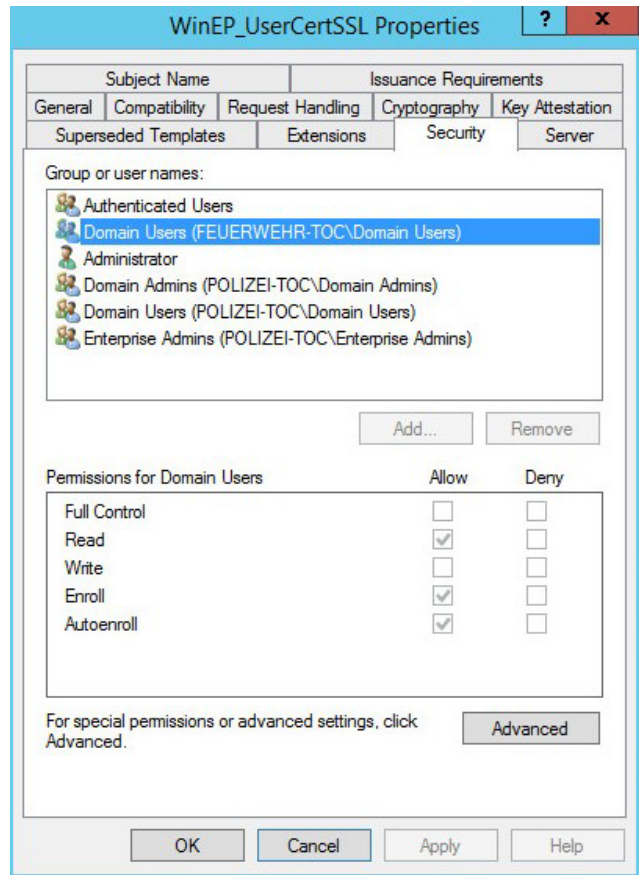 WinEP_UserCertSSL Properties
? x
Subject Name Issuance Requirements
General Compatibility Request Handling Cryptography Key Attestation
Superseded Templates Extensions Security Server
Group or user names:
Authenticated Users
Domain Users (FEUERWEHR-TOC\Domain Users)
Administrator
Domain Admins (POLIZEI-TOC\Domain Admins)
Domain Users (POLIZEI-TOC\Domain Users)
Enterprise Admins (POLIZEI-TOC\Enterprise Admins)
Add... Remove
Permissions for Domain Users Allow Deny
Full Control
Read
Write
Enroll
Autoenroll
For special permissions or advanced settings, click
Advanced.
Advanced
OK Cancel Apply Help